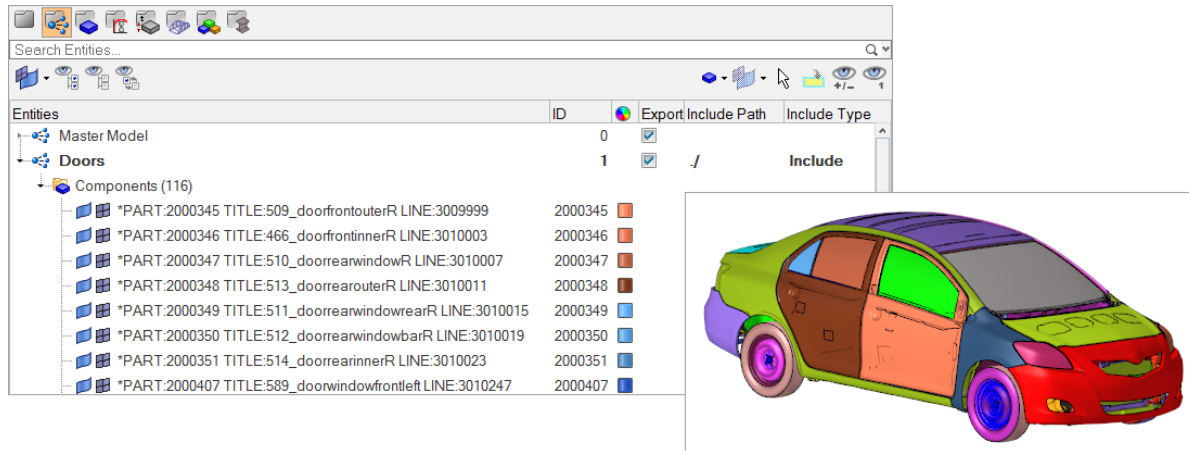 Search Entities...
+/- 1
Entities ID Export Include Path Include Type
Master Model 0
Doors 1 ./ Include
Components (116)
*PART:2000345 TITLE:509_doorfrontouterR LINE:3009999 2000345
*PART:2000346 TITLE:466_doorfrontinnerR LINE:3010003 2000346
*PART:2000347 TITLE:510_doorrearwindowR LINE:3010007 2000347
*PART:2000348 TITLE:513_doorrearouterR LINE:3010011 2000348
*PART:2000349 TITLE:511_doorrearwindowrearR LINE:3010015 2000349
*PART:2000350 TITLE:512_doorrearwindowbarR LINE:3010019 2000350
*PART:2000351 TITLE:514_doorrearinnerR LINE:3010023 2000351
*PART:2000407 TITLE:589_doorwindowfrontleft LINE:3010247 2000407